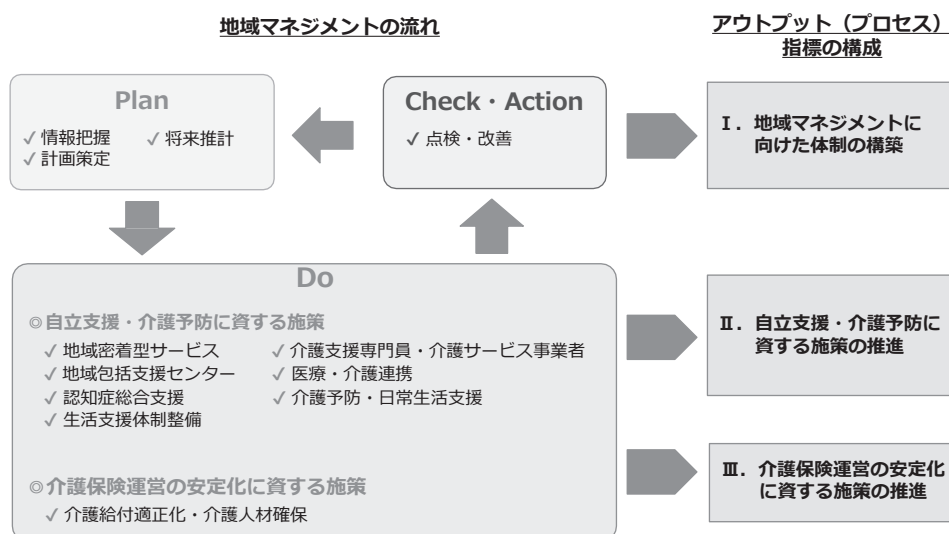 地域マネジメントの流れ
アウトプット（プロセス）
指標の構成
Plan
✓ 情報把握　✓ 将来推計
✓ 計画策定
Check・Action
✓ 点検・改善
Ⅰ．地域マネジメントに
向けた体制の構築
Do
◎自立支援・介護予防に資する施策
✓ 地域密着型サービス　✓ 介護支援専門員・介護サービス事業者
✓ 地域包括支援センター　✓ 医療・介護連携
✓ 認知症総合支援　✓ 介護予防・日常生活支援
✓ 生活支援体制整備
◎介護保険運営の安定化に資する施策
✓ 介護給付適正化・介護人材確保
Ⅱ．自立支援・介護予防に
資する施策の推進
Ⅲ．介護保険運営の安定化
に資する施策の推進